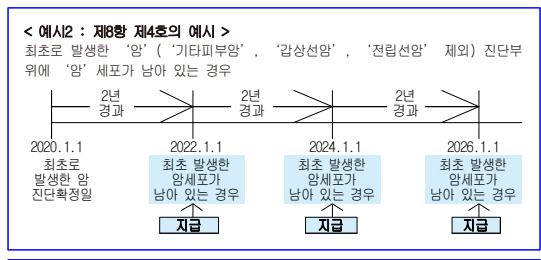 < 예시2 : 제8항 제4호의 예시 >
최초로 발생한 ‘암’(‘기타피부암’, ‘갑상선암’, ‘전립선암’ 제외) 진단부
위에 ‘암’세포가 남아 있는 경우
2년 2년 2년
경과 경과 경과
2020.1.1 2022.1.1 2024.1.1 2026.1.1
최초로 최초 발생한 최초 발생한 최초 발생한
발생한 암 암세포가 암세포가 암세포가
진단확정일 남아 있는 경우 남아 있는 경우 남아 있는 경우
지급 지급 지급